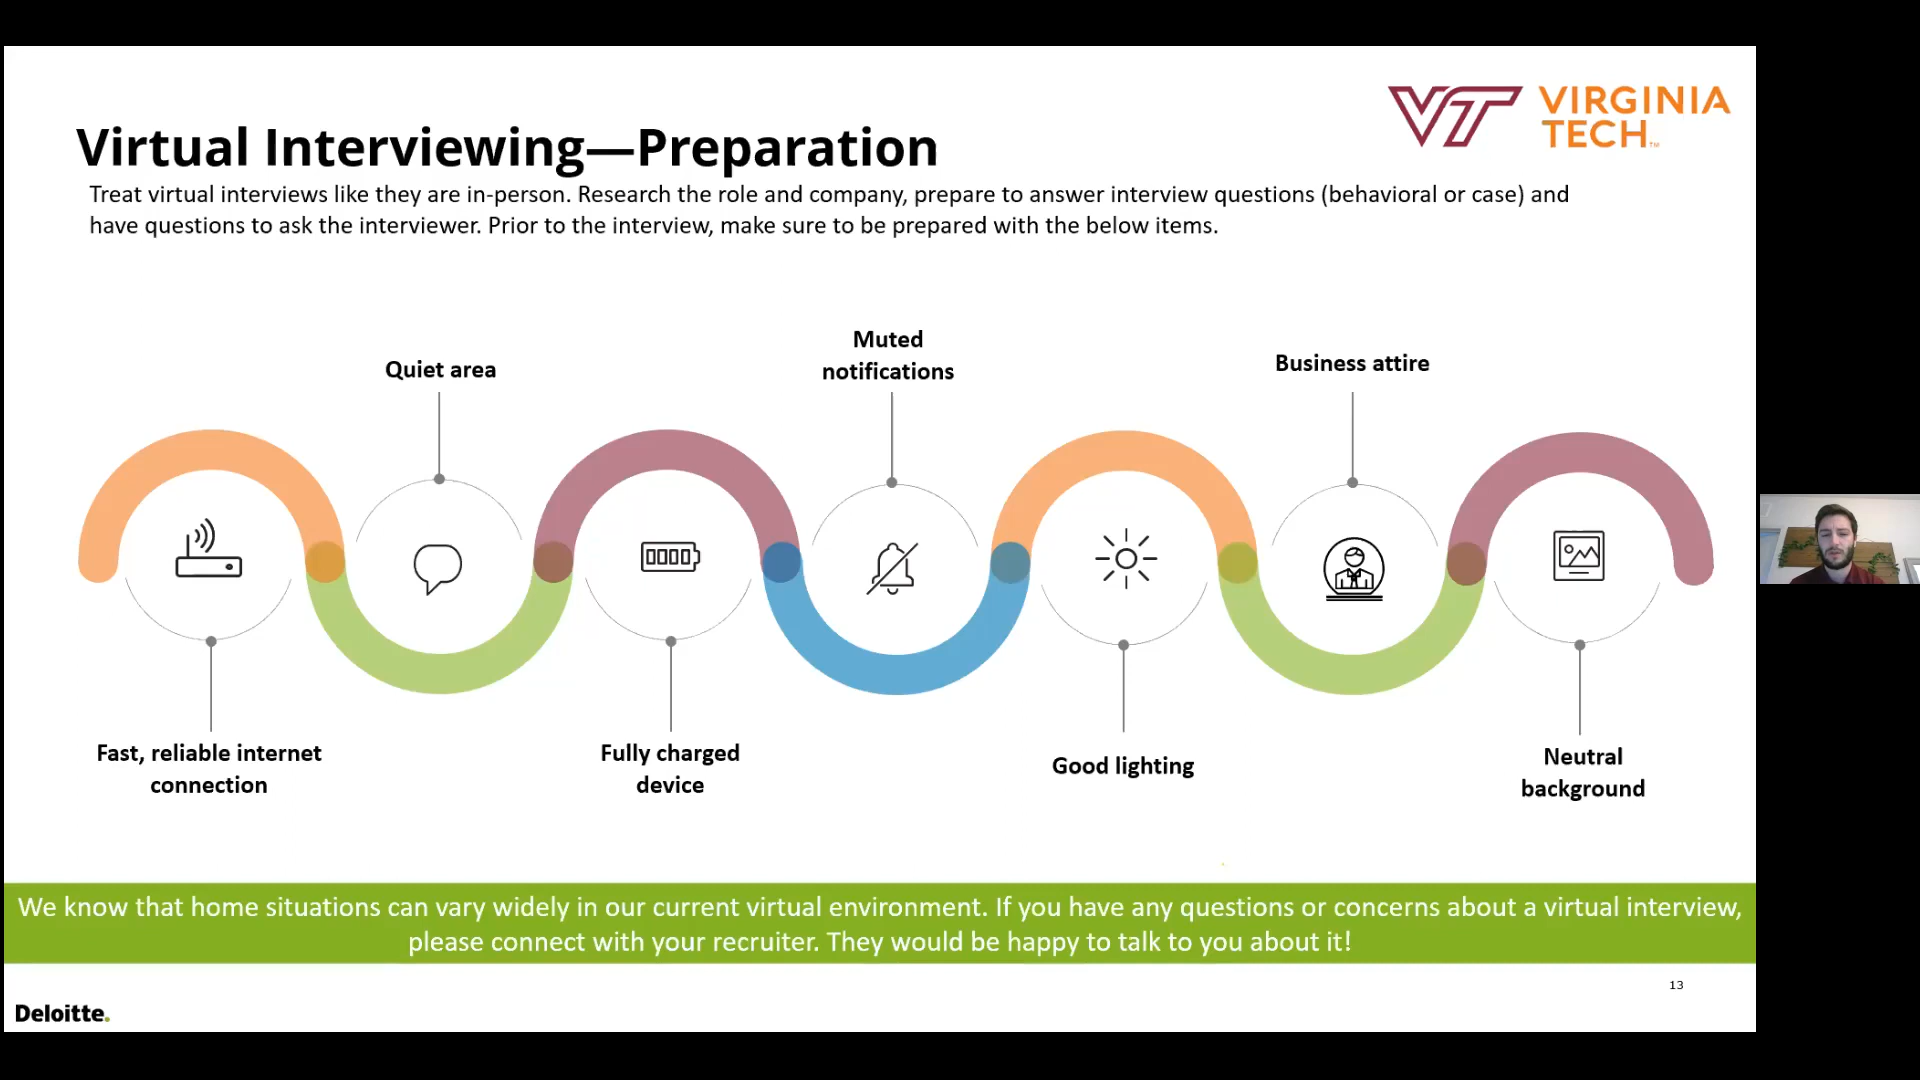 VT VIRGINIA
TECH™
Virtual Interviewing—Preparation
Treat virtual interviews like they are in-person. Research the role and company, prepare to answer interview questions (behavioral or case) and
have questions to ask the interviewer. Prior to the interview, make sure to be prepared with the below items.
Quiet area
Muted
notifications
Business attire
Fast, reliable internet
connection
Fully charged
device
Good lighting
Neutral
background
We know that home situations can vary widely in our current virtual environment. If you have any questions or concerns about a virtual interview,
please connect with your recruiter. They would be happy to talk to you about it!
13
Deloitte.